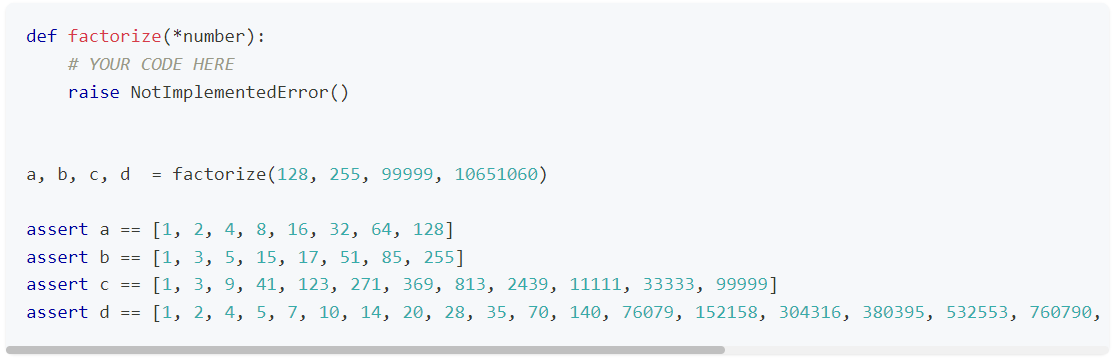 def factorize(*number):
    # YOUR CODE HERE
    raise NotImplementedError()
a, b, c, d  = factorize(128, 255, 99999, 10651060)
assert a == [1, 2, 4, 8, 16, 32, 64, 128]
assert b == [1, 3, 5, 15, 17, 51, 85, 255]
assert c == [1, 3, 9, 41, 123, 271, 369, 813, 2439, 11111, 33333, 99999]
assert d == [1, 2, 4, 5, 7, 10, 14, 20, 28, 35, 70, 140, 76079, 152158, 304316, 380395, 532553, 760790,